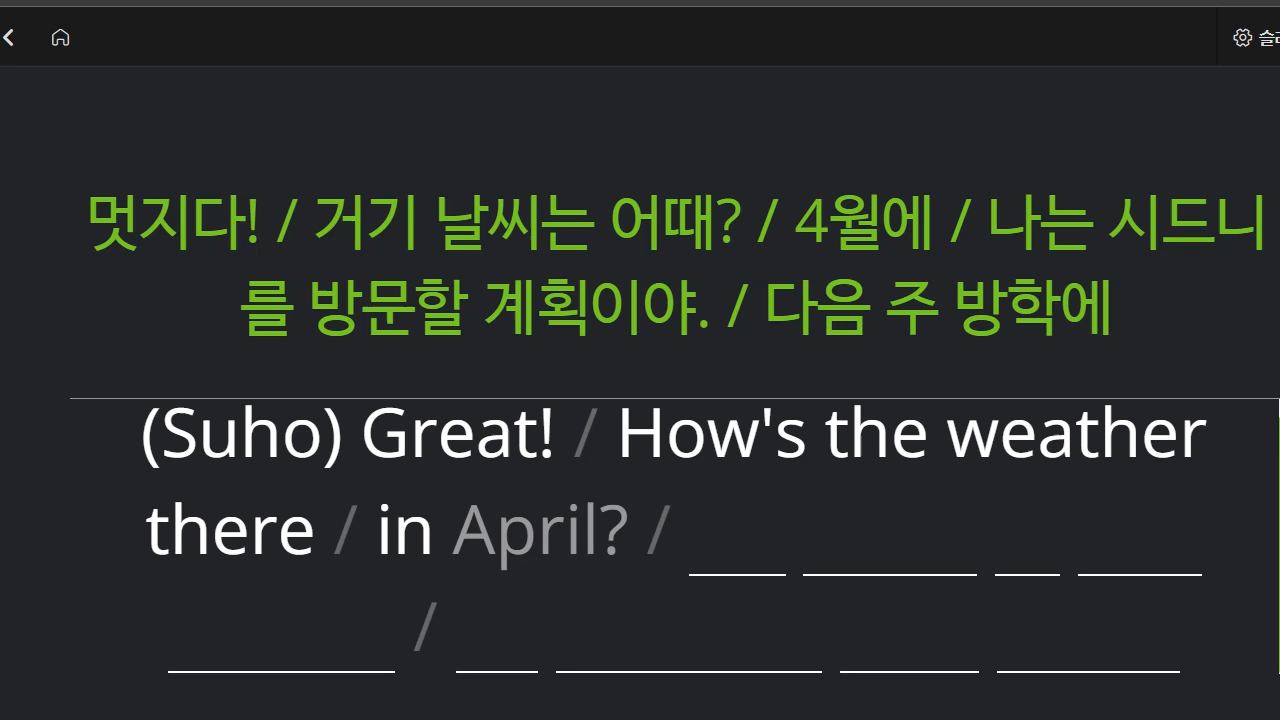 멋지다! / 거기 날씨는 어때? / 4월에 / 나는 시드니
를 방문할 계획이야. / 다음 주 방학에
(Suho) Great! / How's the weather
there / in April? /
/